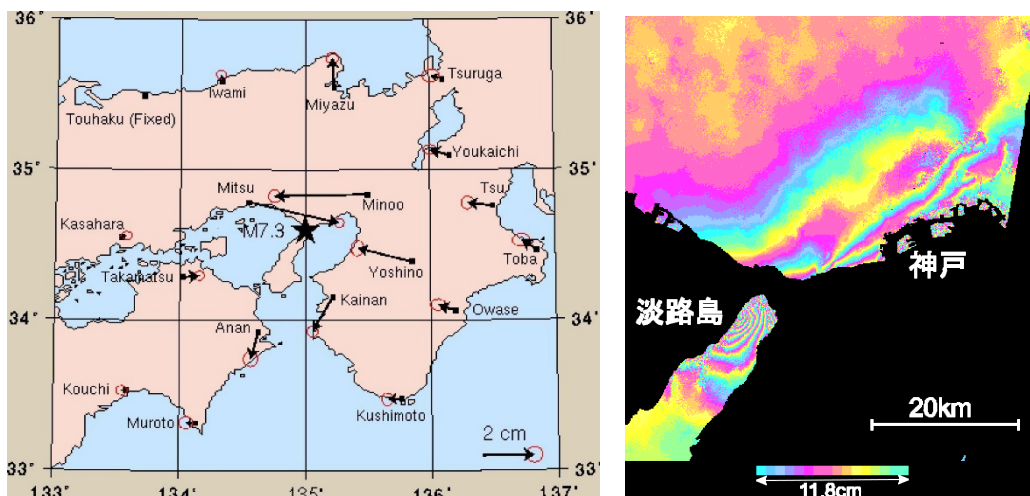 36°
36°
Iwami
Miyazu
Tsuruga
Touhaku (Fixed)
Youkaichi
35°
35°
Mitsu
Minoo
Tsu
Kasahara
M7.3
Takamatsu
Yoshino
Toba
Kainan
Owase
34°
34°
Anan
Kouchi
Kushimoto
Muroto
2 cm
33°
33°
133°
134°
135°
136°
137°
神戸
淡路島
20km
11.8cm